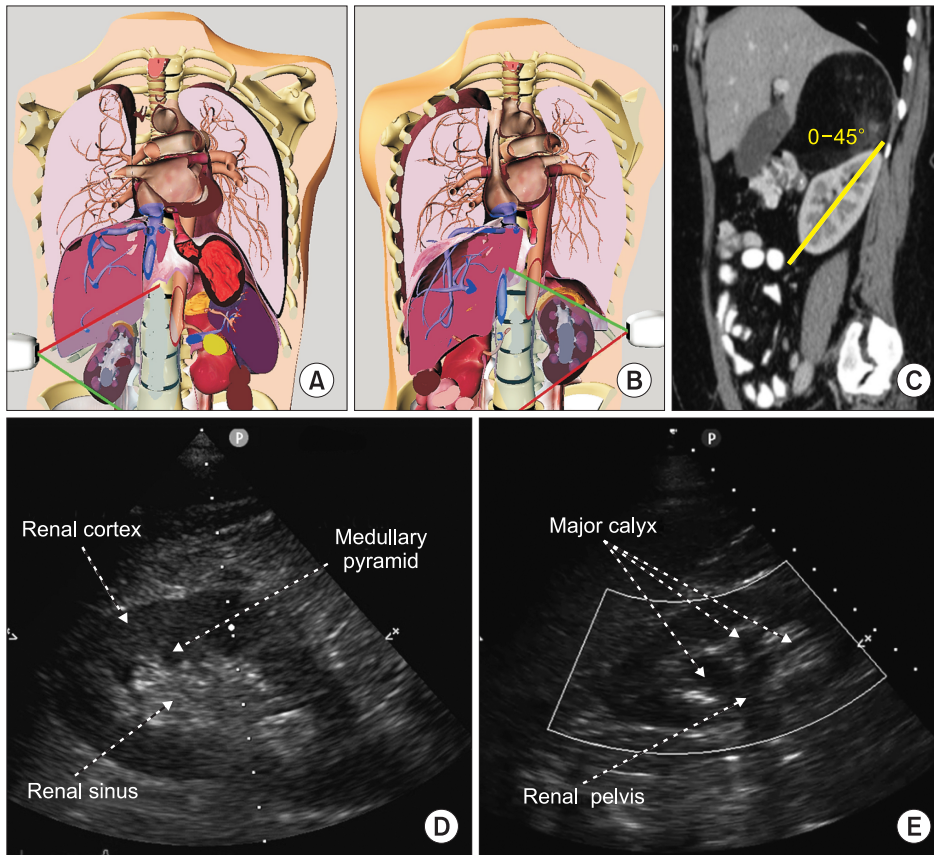 A
B
0–45°
C
P
Renal cortex
Medullary
pyramid
Renal sinus
D
P
Major calyx
Renal pelvis
E